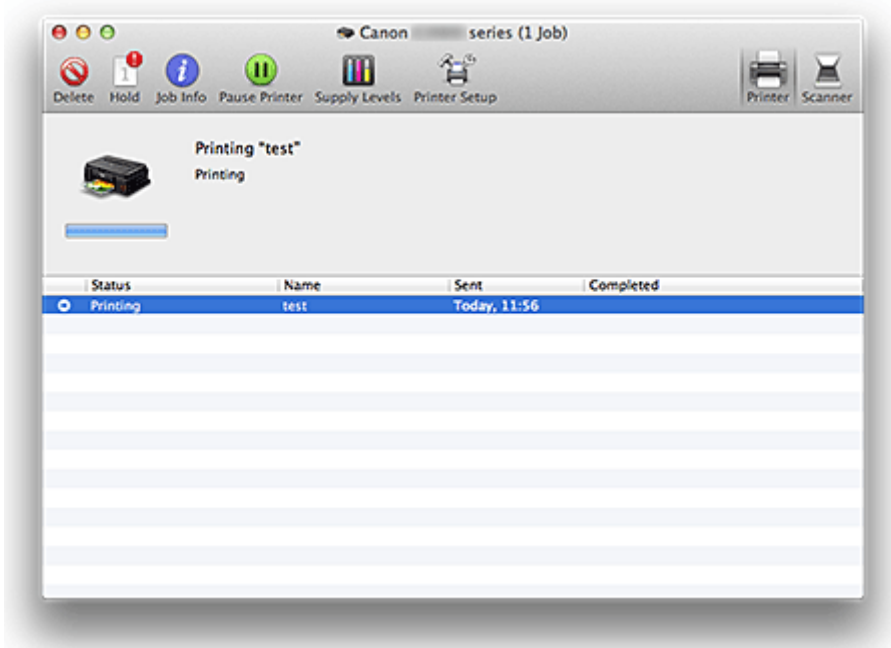 Canon series (1 Job)
1
Delete Hold Job Info Pause Printer Supply Levels Printer Setup Printer Scanner
Printing "test"
Printing
Status Name Sent Completed
Printing test Today, 11:56